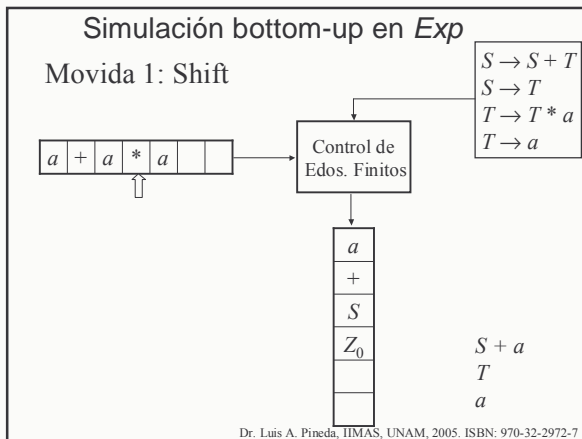 Simulación bottom-up en Exp
Movida 1: Shift
S → S + T
S → T
T → T * a
T → a
a + a * a
Control de
Edos. Finitos
a
+
S
Z0
S + a
T
a
Dr. Luis A. Pineda, IIMAS, UNAM, 2005. ISBN: 970-32-2972-7